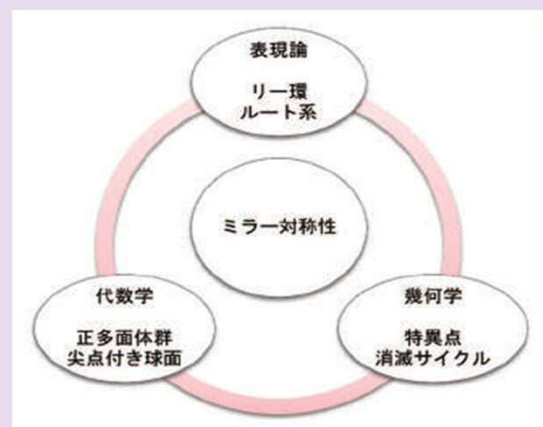 表現論
リー環
ルート系
ミラー対称性
代数学
正多面体群
尖点付き球面
幾何学
特異点
消滅サイクル